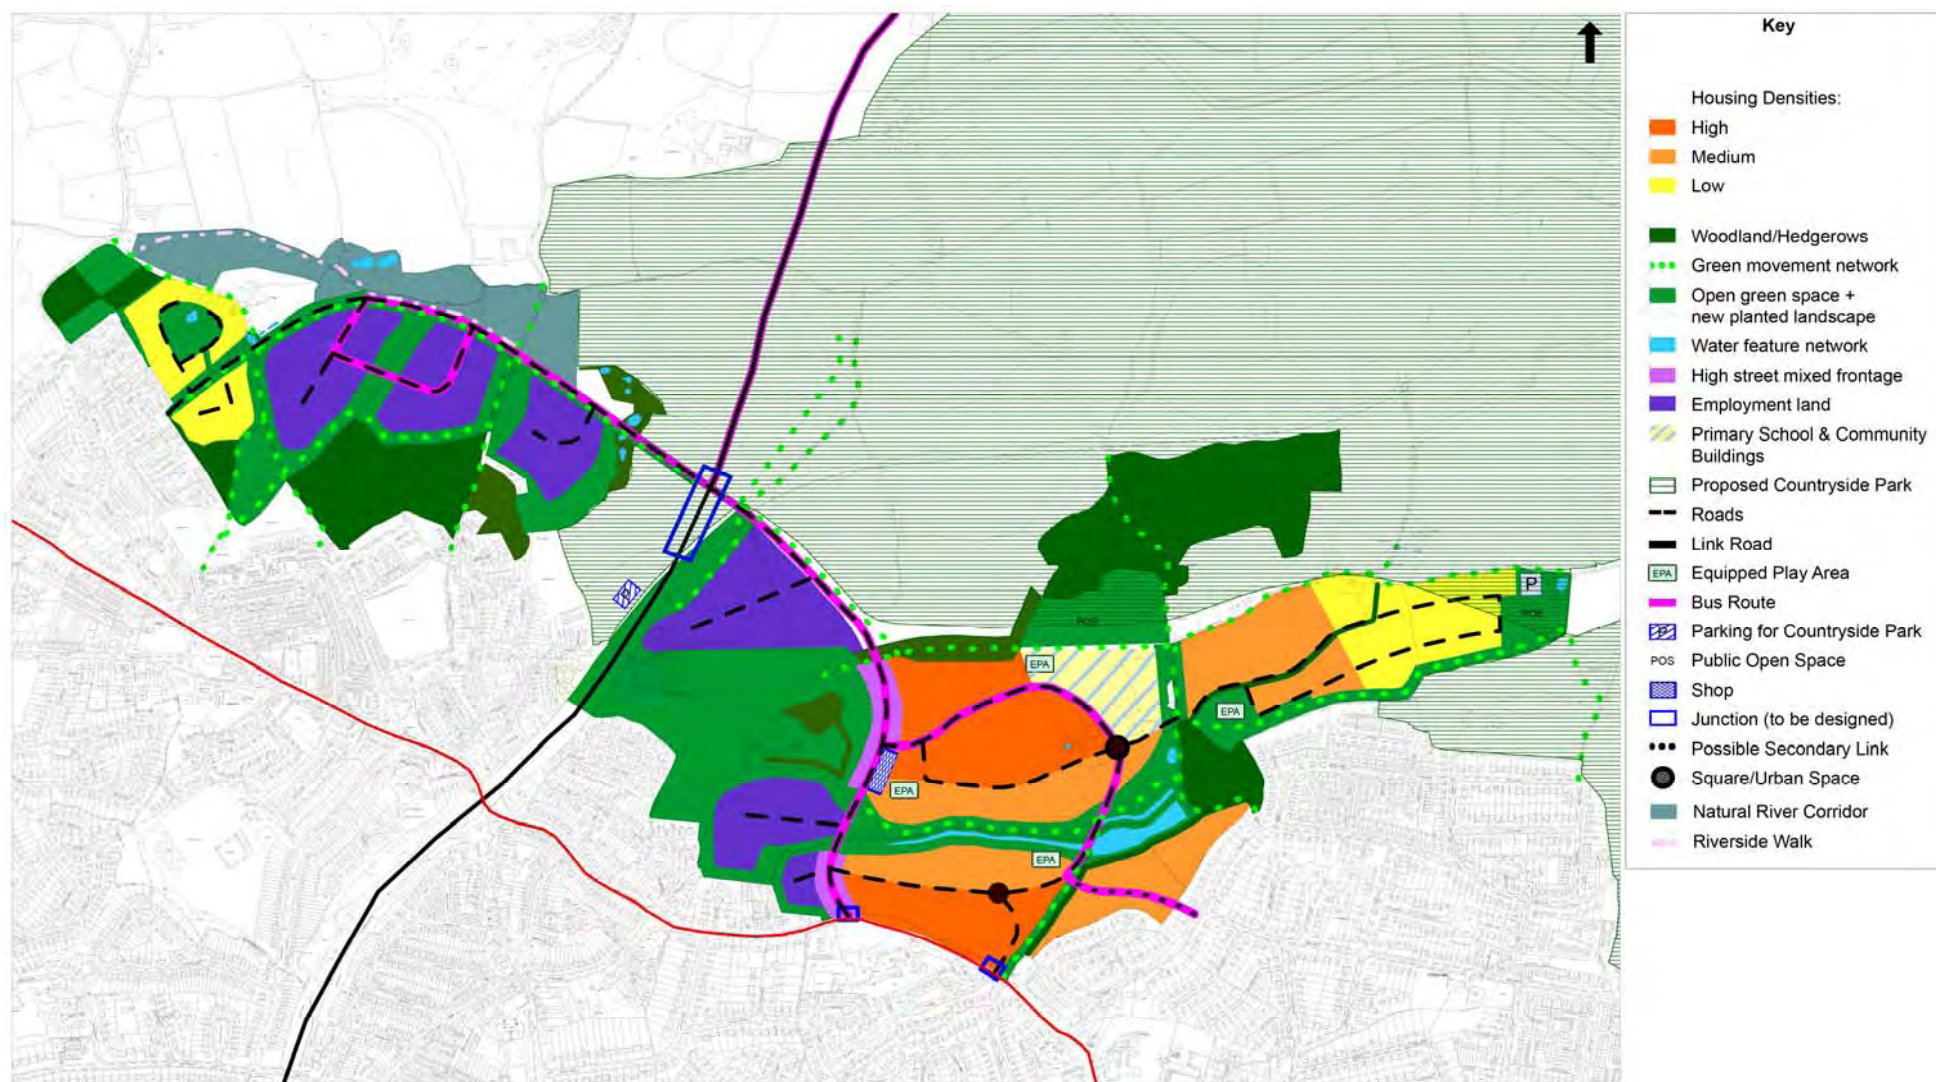 Key
Housing Densities:
High
Medium
Low
Woodland/Hedgerows
Green movement network
Open green space +
new planted landscape
Water feature network
High street mixed frontage
Employment land
Primary School & Community
Buildings
Proposed Countryside Park
Roads
Link Road
EPA Equipped Play Area
Bus Route
P Parking for Countryside Park
POS Public Open Space
Shop
Junction (to be designed)
Possible Secondary Link
Square/Urban Space
Natural River Corridor
Riverside Walk
P
P
POS
POS
EPA
EPA
EPA
EPA